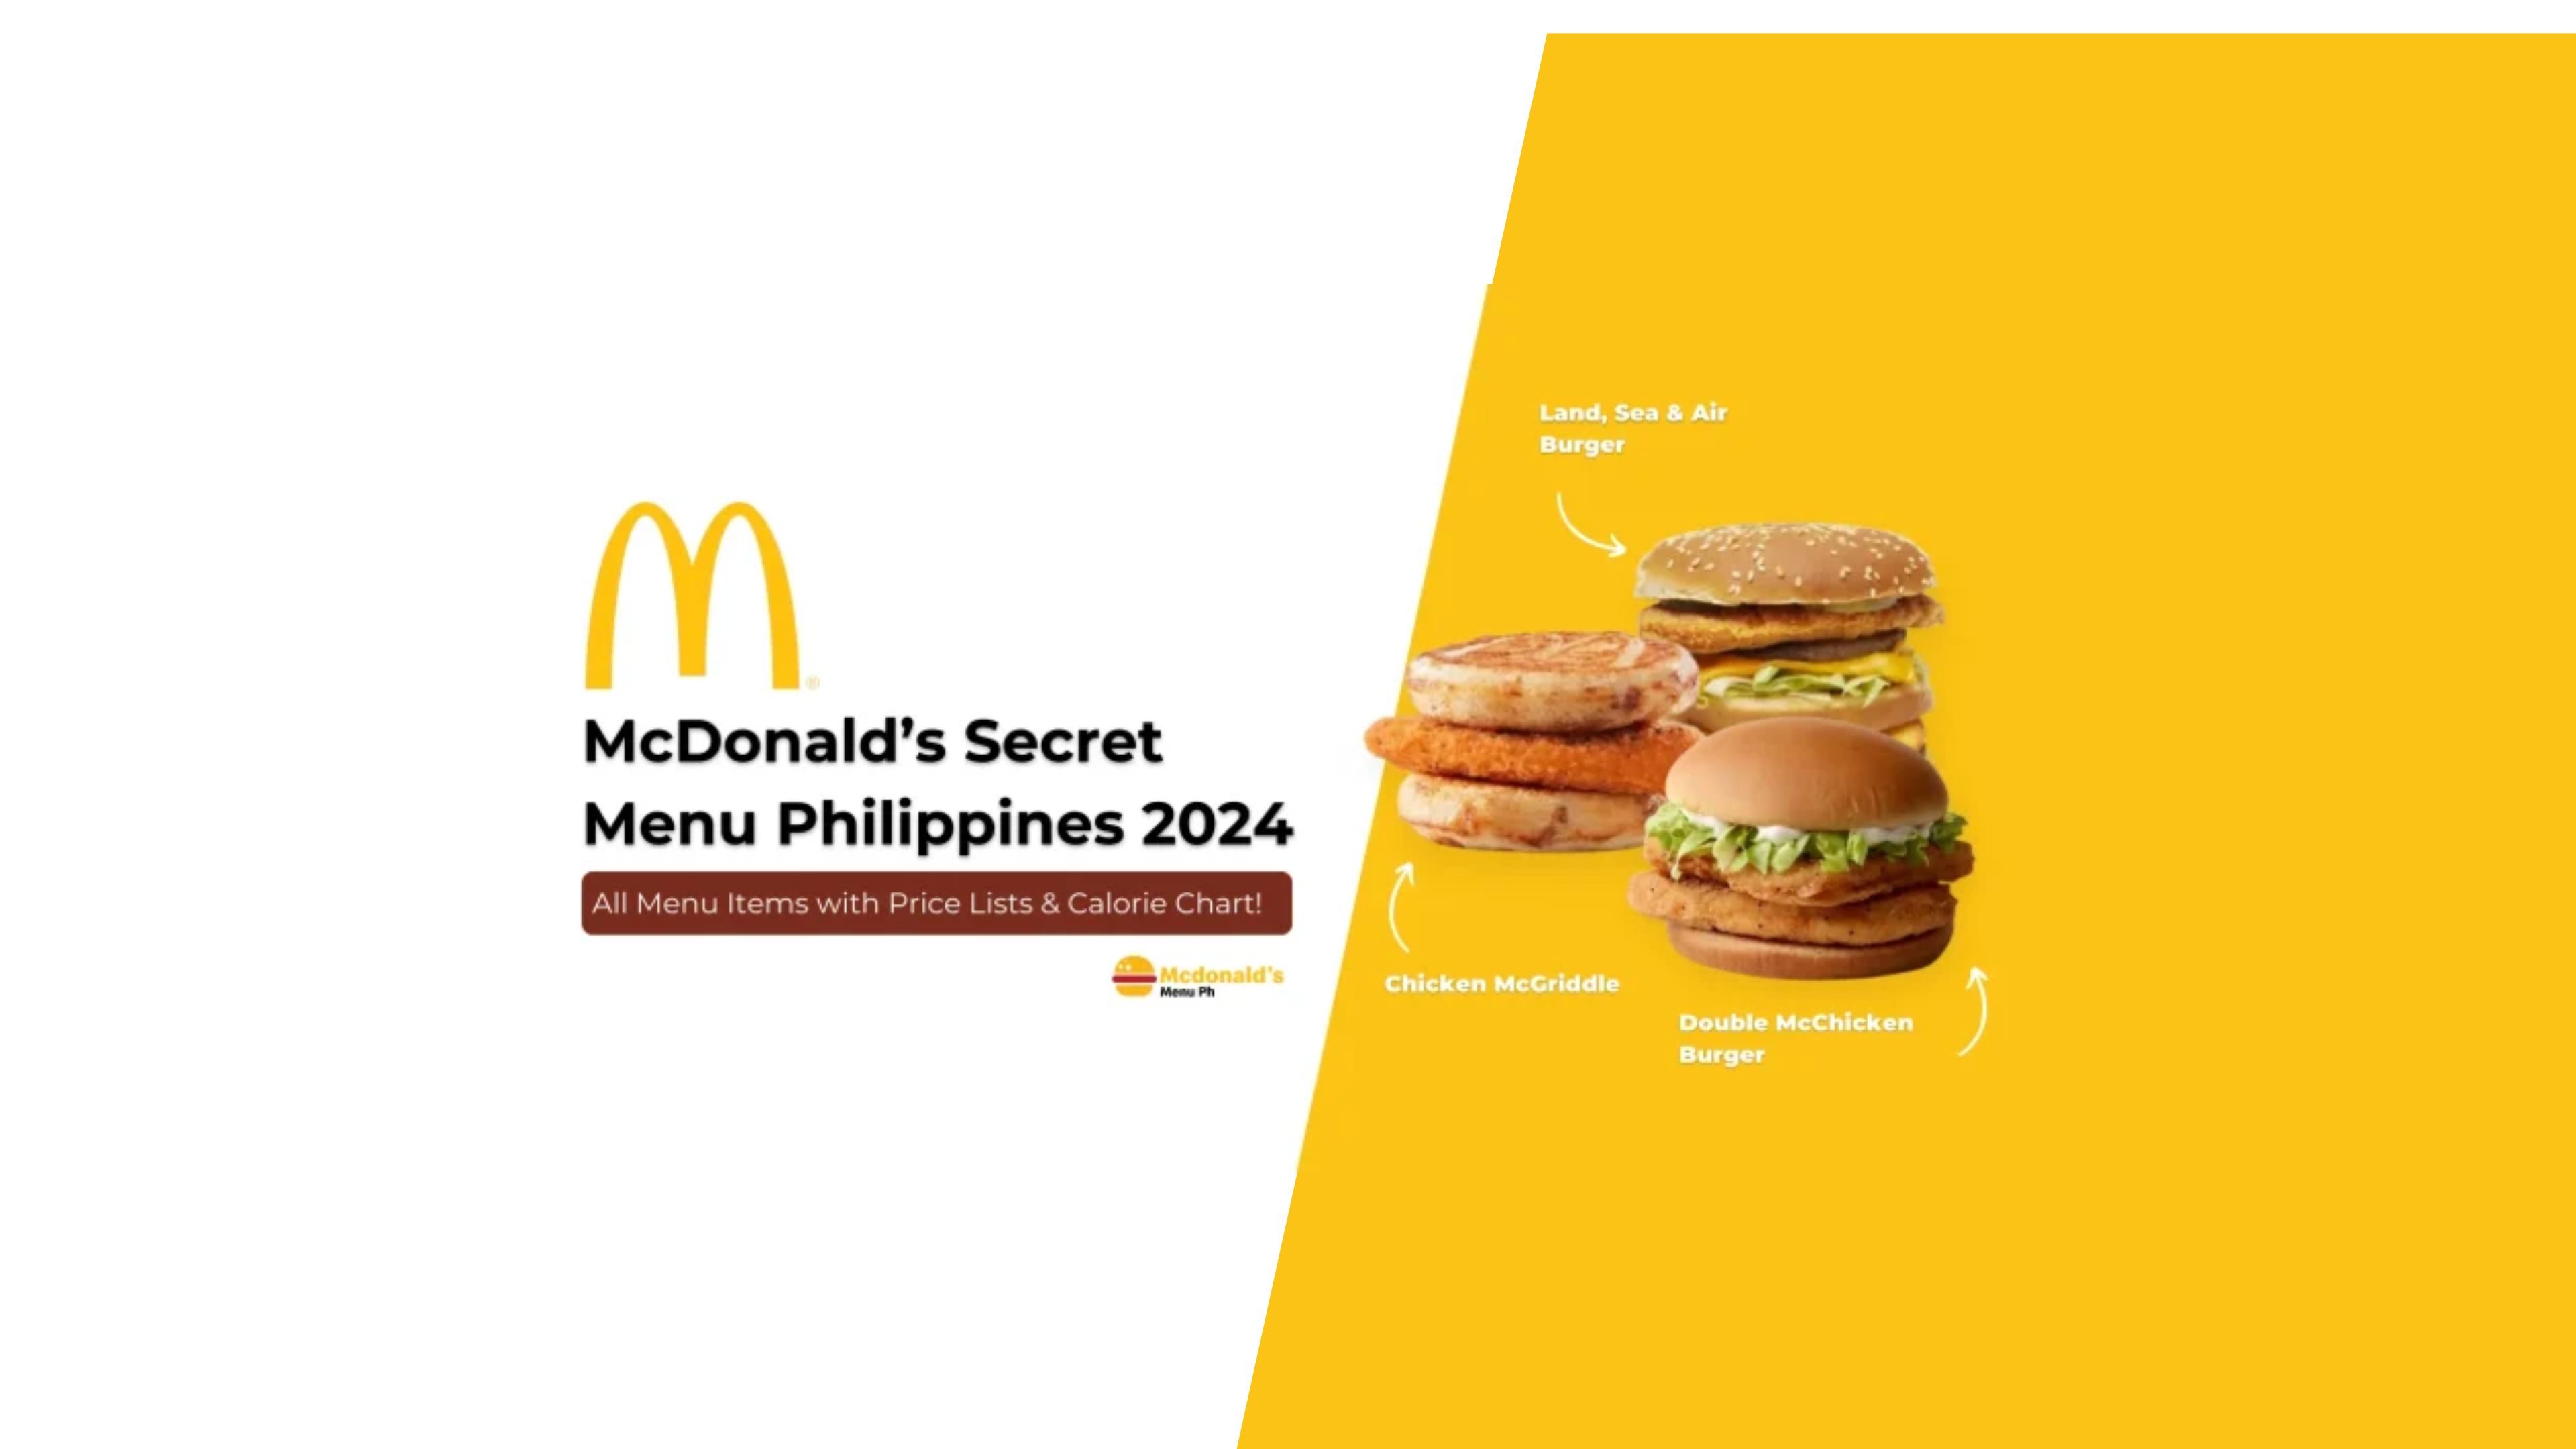 McDonald’s Secret
Menu Philippines 2024
All Menu Items with Price Lists & Calorie Chart!
Mcdonald's
Menu Ph
Land, Sea & Air
Burger
Chicken McGriddle
Double McChicken
Burger